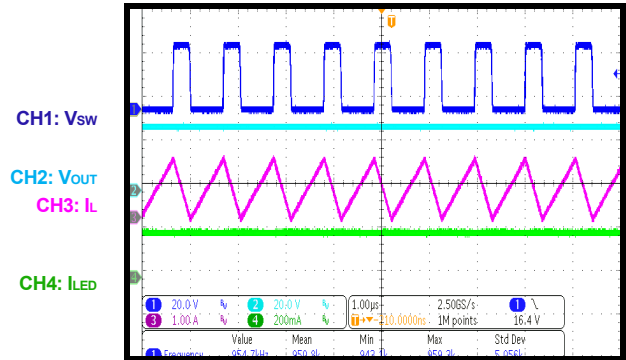 CH1: VSW
CH2: VOUT
CH3: IL
CH4: ILED
T
1
2
3
4
1 20.0 V 2 20.0 V 1.00μs 2.50GS/s 1
3 1.00 A 4 200mA 1M points 16.4 V
Value Mean Min Max Std Dev
1 Frequency